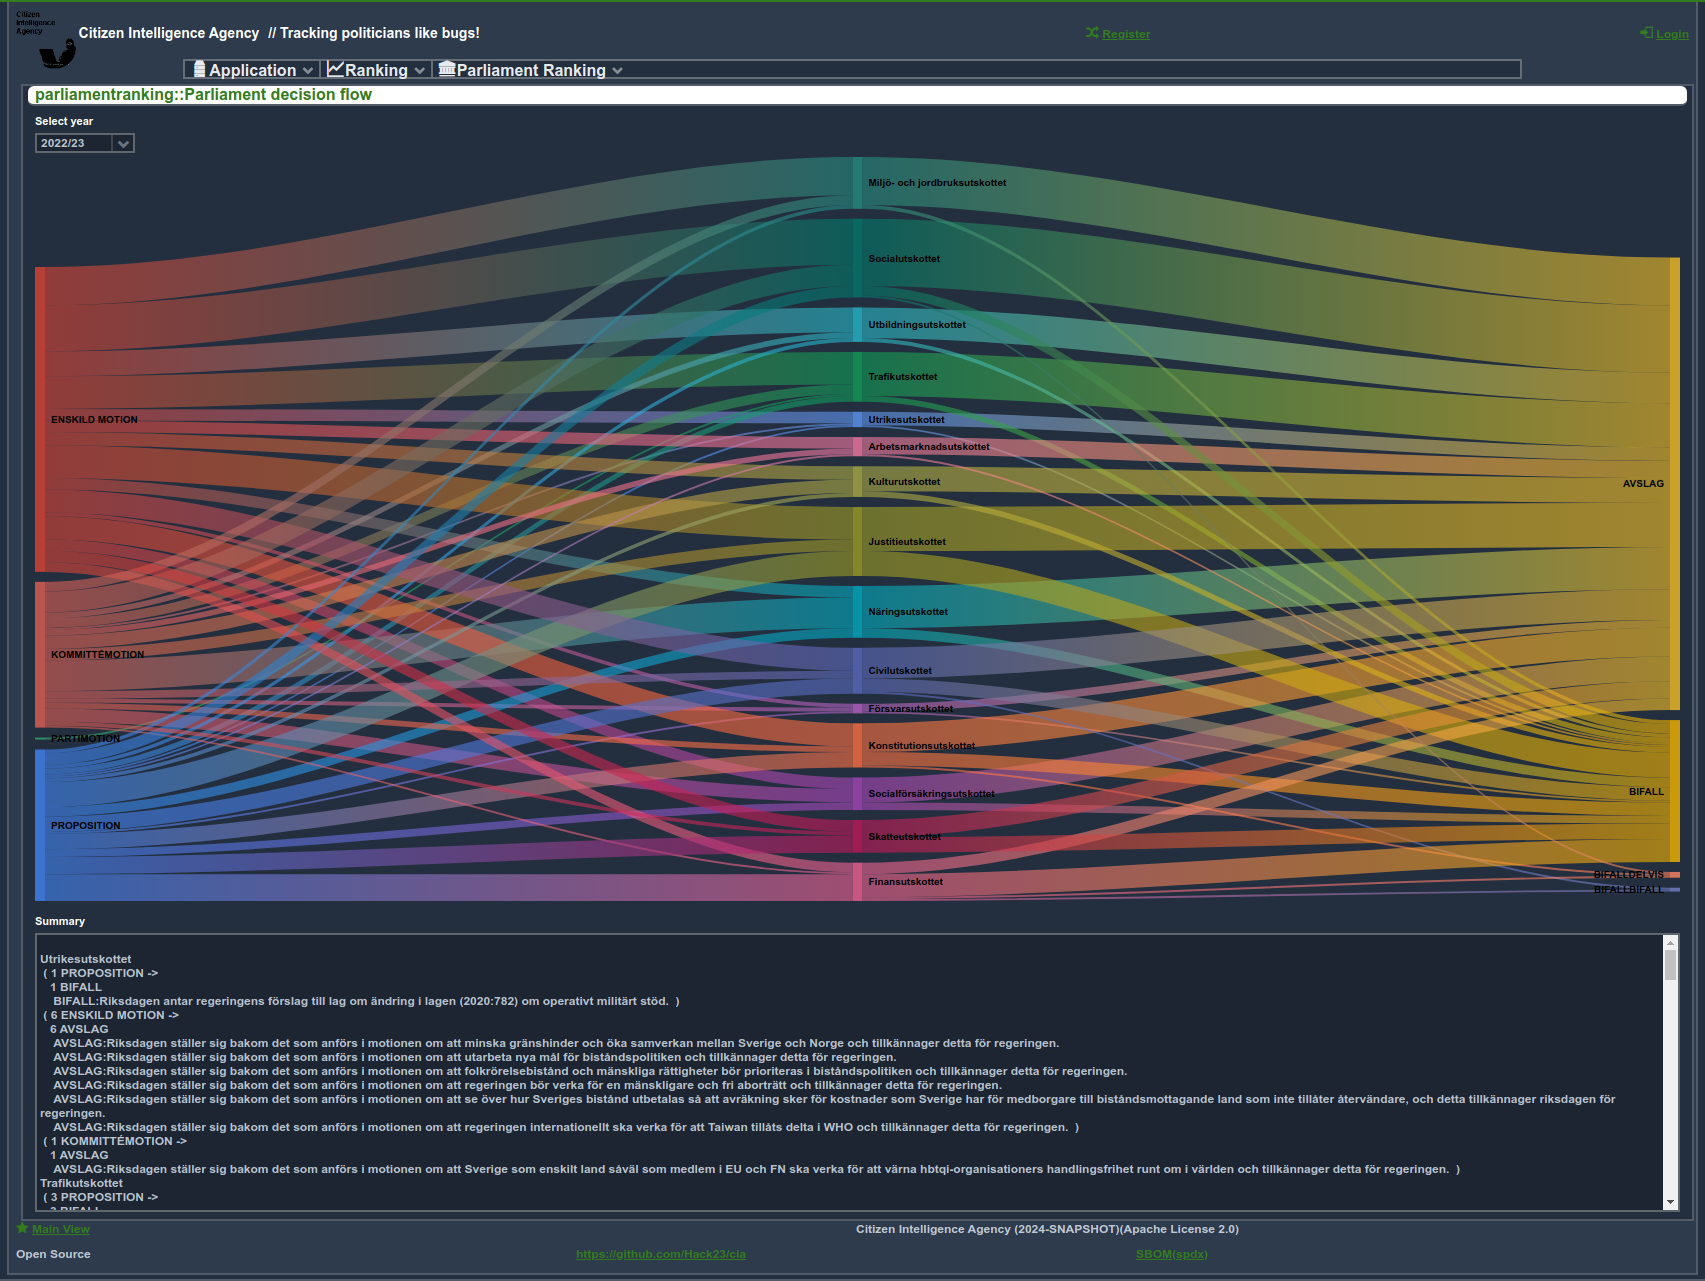 Citizen
Intelligence
Agency
Citizen Intelligence Agency // Tracking politicians like bugs!
Register
Login
Application
Ranking
Parliament Ranking
parliamentranking::Parliament decision flow
Select year
2022/23
Miljö- och jordbruksutskottet
Socialutskottet
Utbildningsutskottet
Trafikutskottet
ENSKILD MOTION
Utrikesutskottet
Arbetsmarknadsutskottet
Kulturutskottet
AVSLAG
Justitieutskottet
Näringsutskottet
KOMMITTÉMOTION
Civilutskottet
Försvarsutskottet
PARTIMOTION
Konstitutionsutskottet
Socialförsäkringsutskottet
BIFALL
PROPOSITION
Skatteutskottet
Finansutskottet
BIFALLDELVIS
BIFALLBIFALL
Summary
Utrikesutskottet
( 1 PROPOSITION ->
1 BIFALL
BIFALL:Riksdagen antar regeringens förslag till lag om ändring i lagen (2020:782) om operativt militärt stöd. )
( 6 ENSKILD MOTION ->
6 AVSLAG
AVSLAG:Riksdagen ställer sig bakom det som anförs i motionen om att minska gränshinder och öka samverkan mellan Sverige och Norge och tillkännager detta för regeringen.
AVSLAG:Riksdagen ställer sig bakom det som anförs i motionen om att utarbeta nya mål för biståndspolitiken och tillkännager detta för regeringen.
AVSLAG:Riksdagen ställer sig bakom det som anförs i motionen om att folkrörelsebistånd och mänskliga rättigheter bör prioriteras i biståndspolitiken och tillkännager detta för regeringen.
AVSLAG:Riksdagen ställer sig bakom det som anförs i motionen om att regeringen bör verka för en mänskligare och fri aborträtt och tillkännager detta för regeringen.
AVSLAG:Riksdagen ställer sig bakom det som anförs i motionen om att se över hur Sveriges bistånd utbetalas så att avräkning sker för kostnader som Sverige har för medborgare till biståndsmottagande land som inte tillåter återvändare, och detta tillkännager riksdagen för
regeringen.
AVSLAG:Riksdagen ställer sig bakom det som anförs i motionen om att regeringen internationellt ska verka för att Taiwan tillåts delta i WHO och tillkännager detta för regeringen. )
( 1 KOMMITTÉMOTION ->
1 AVSLAG
AVSLAG:Riksdagen ställer sig bakom det som anförs i motionen om att Sverige som enskilt land såväl som medlem i EU och FN ska verka för att värna hbtqi-organisationers handlingsfrihet runt om i världen och tillkännager detta för regeringen. )
Trafikutskottet
( 3 PROPOSITION ->
3 BIFALL
Main View
Citizen Intelligence Agency (2024-SNAPSHOT)(Apache License 2.0)
Open Source
https://github.com/Hack23/cia
SBOM(spdx)